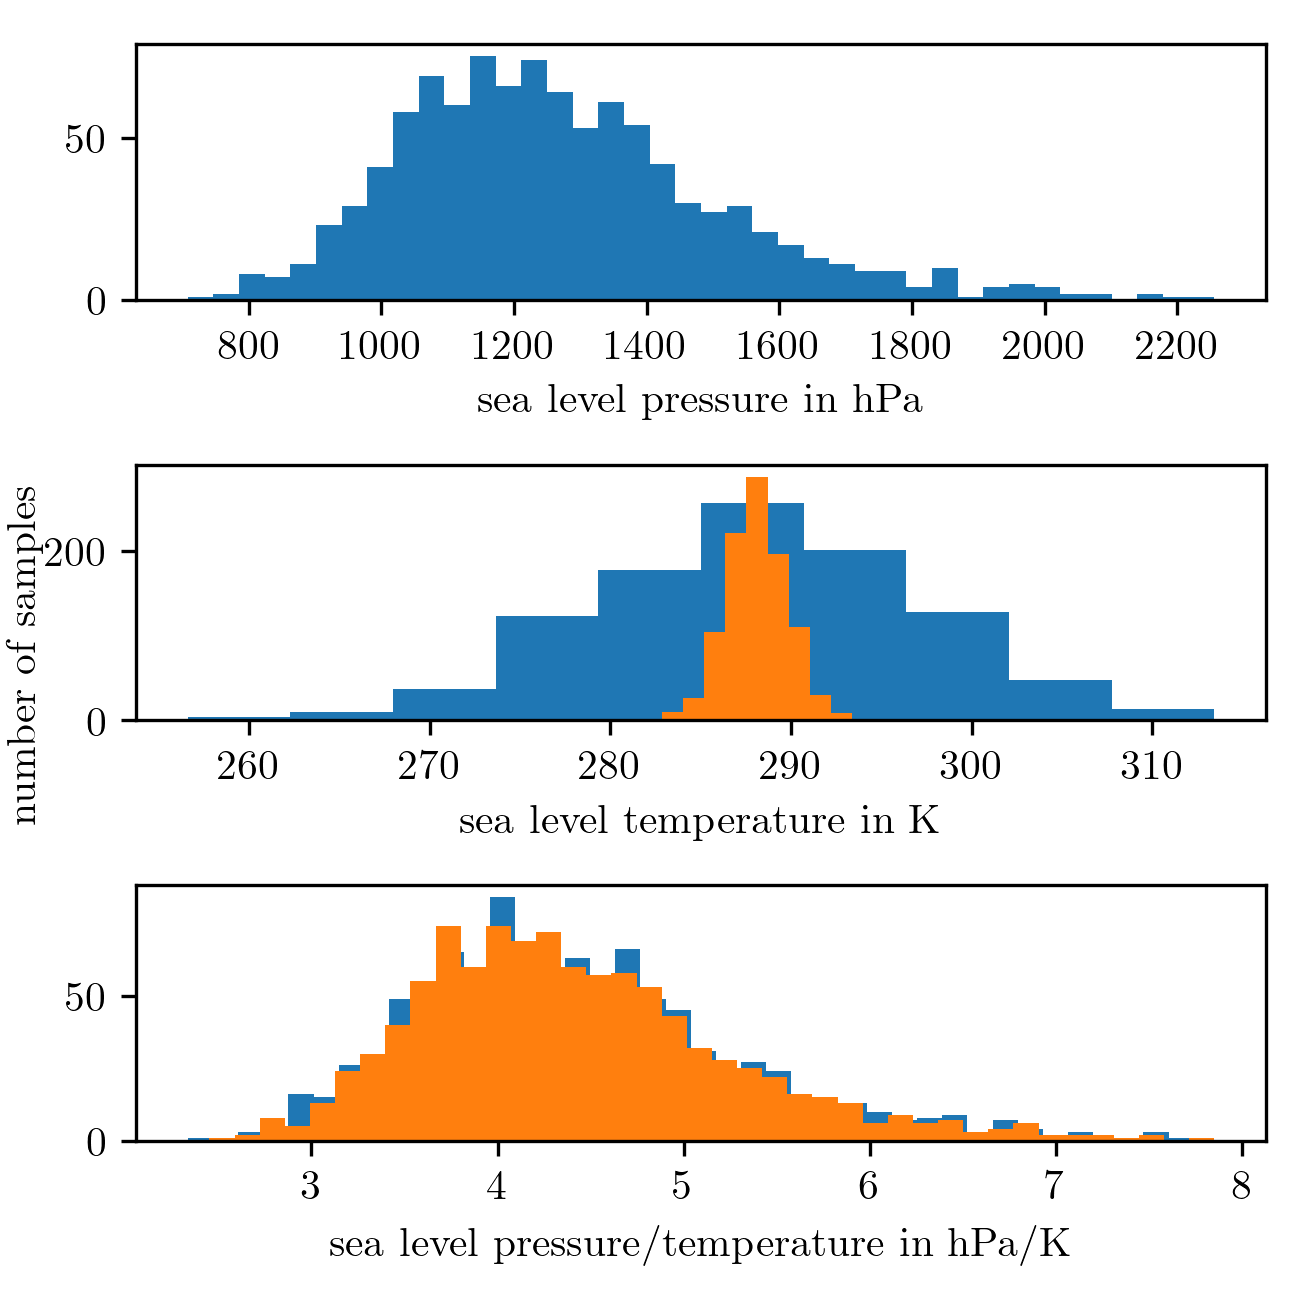 50
0
800 1000 1200 1400 1600 1800 2000 2200
sea level pressure in hPa
number of samples
200
0
260 270 280 290 300 310
sea level temperature in K
50
0
3 4 5 6 7 8
sea level pressure/temperature in hPa/K